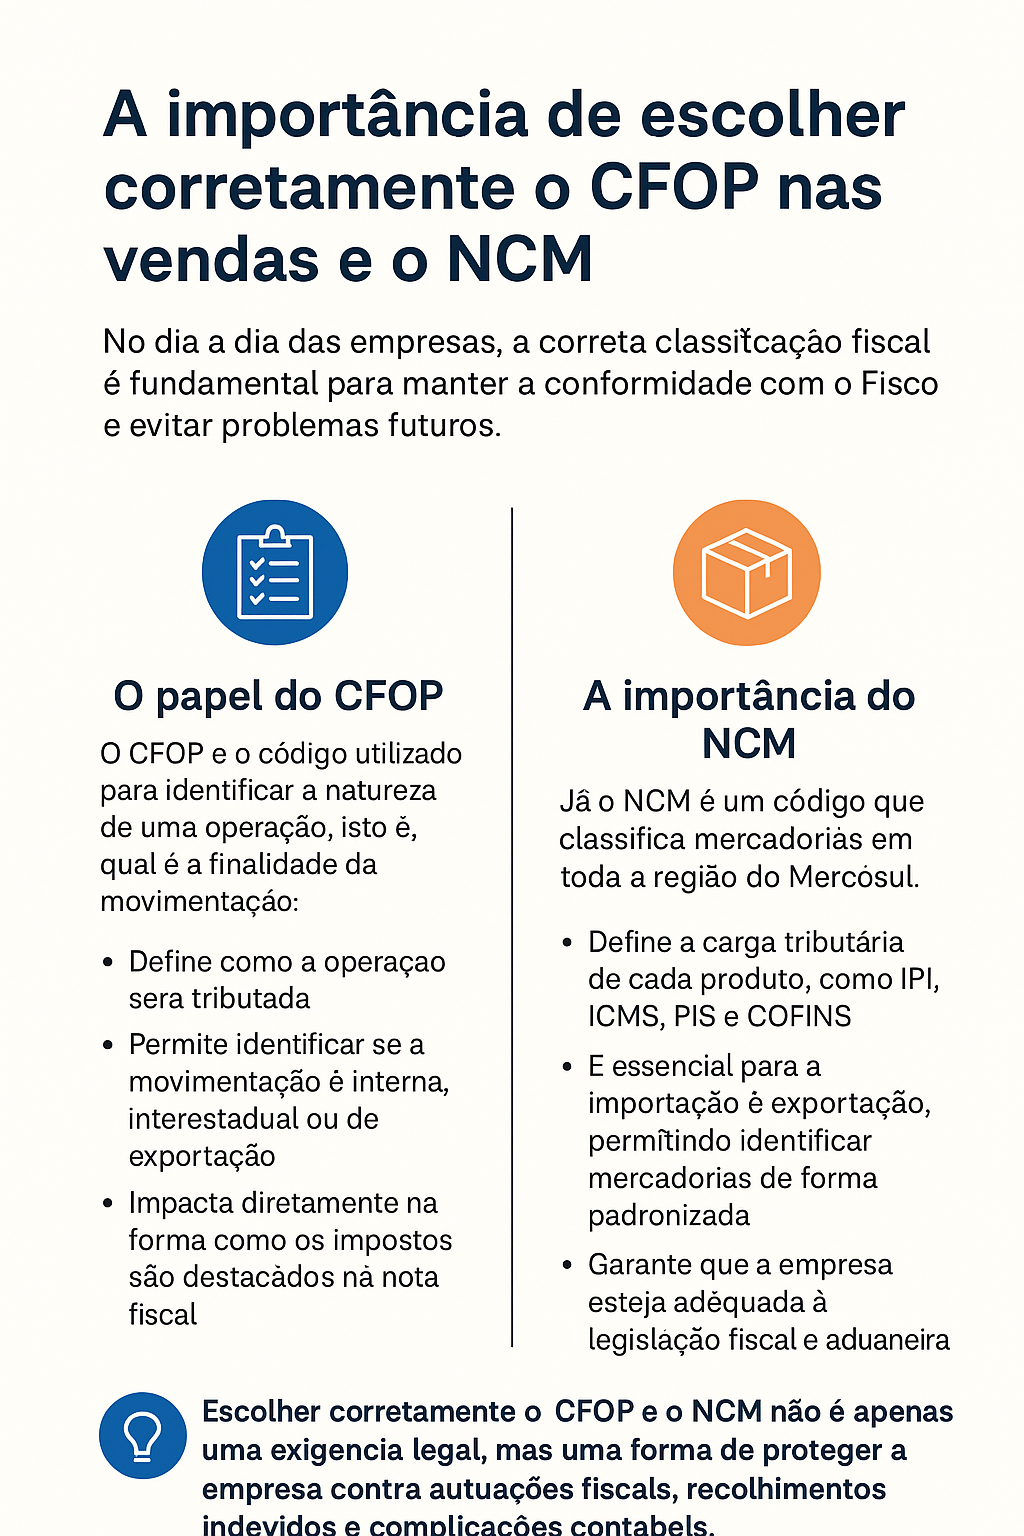 A importância de escolher
corretamente o CFOP nas
vendas e o NCM
No dia a dia das empresas, a correta classifcação fiscal
é fundamental para manter a conformidade com o Fisco
e evitar problemas futuros.
O papel do CFOP
O CFOP e o código utilizado
para identificar a natureza
de uma operação, isto ė,
qual é a finalidade da
movimentaçáo:
• Define como a operaçao
sera tributada
• Permite identificar se a
movimentação ė interna,
interestadual ou de
exportação
• Impacta diretamente na
forma como os impostos
são destacȧdos nȧ nota
fiscal
A importância do
NCM
Jâ o NCM é um código que
classifica mercadoriȧs em
toda a região do Mercȯsul.
• Define a carga tributária
de cada produto, como IPI,
ICMS, PIS e COFINS
• E essencial para a
importação ė exportação,
permîtindo identificar
mercadorias de forma
padronizada
• Garante que a empresa
esteja adėquada à
legislȧção fiscal e aduaneira
Escolher corretamente o CFOP e o NCM não é apenas
uma exigencia legal, mas uma forma de proteger a
empresa contra autuações fiscals, recolhimentos
indevidos e complicacões contabels.